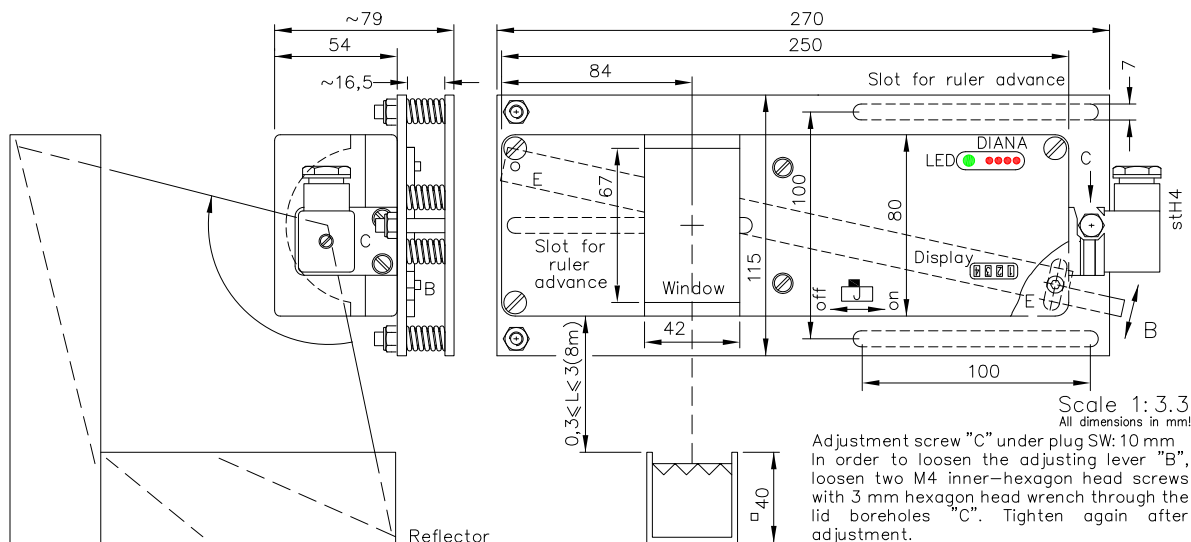 ~79
54
~16,5
270
250
84
7
Slot for ruler advance
DIANA
LED
C
E
67
100
80
stH4
C
Slot for
ruler
advance
115
Display
Window
off
J
on
E
B
B
42
100
0,3≤L≤3(8m)
Scale 1:3.3
All dimensions in mm!
Adjustment screw "C" under plug SW: 10 mm
In order to loosen the adjusting lever "B",
loosen two M4 inner-hexagon head screws
with 3 mm hexagon head wrench through the
lid boreholes "C". Tighten again after
adjustment.
□40
Reflector